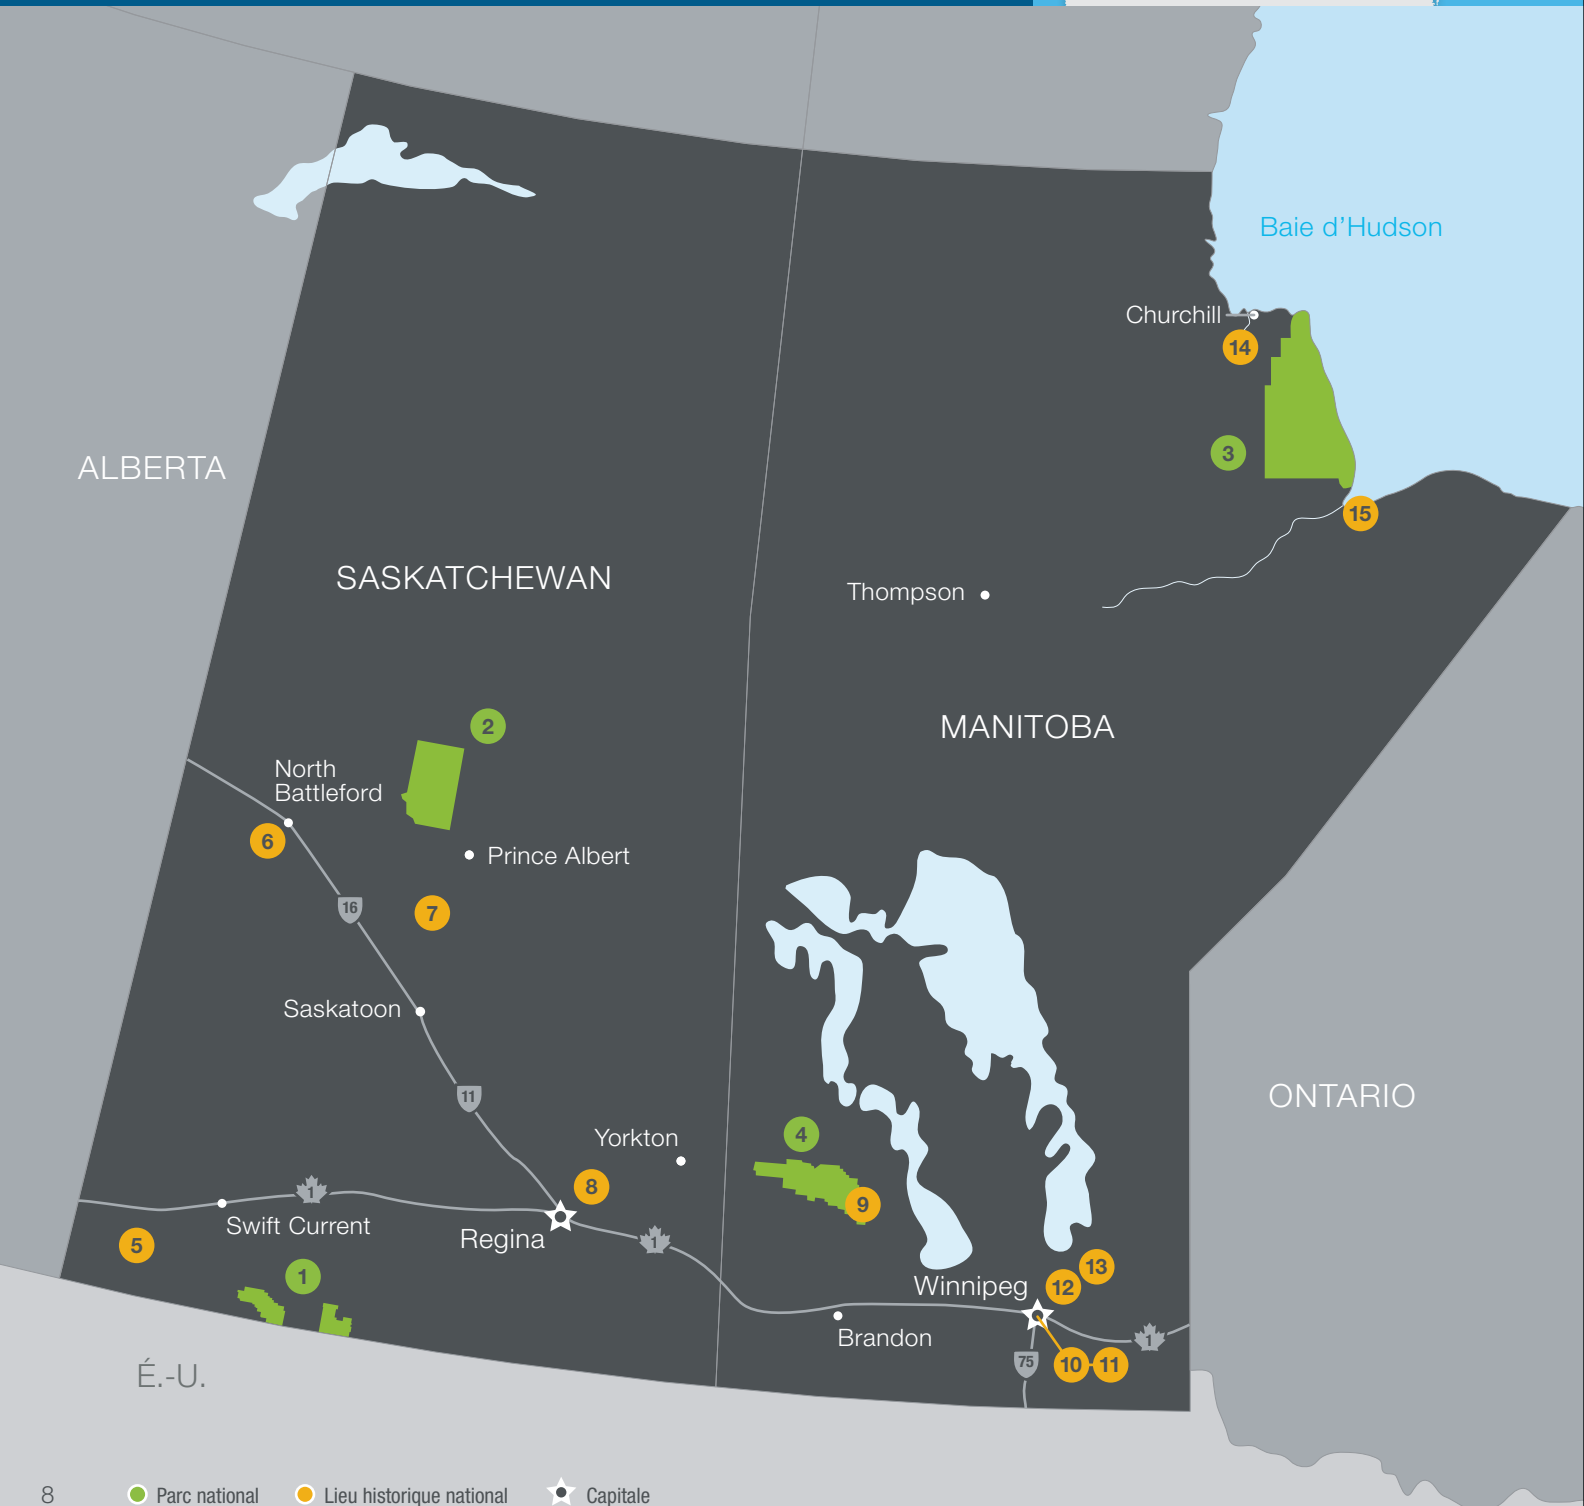 Baie d'Hudson
Churchill
14
ALBERTA
3
15
SASKATCHEWAN
Thompson
2
MANITOBA
North
Battleford
6
Prince Albert
16
7
Saskatoon
11
ONTARIO
4
Yorkton
8
1
9
Swift Current
Regina
1
5
1
13
Winnipeg
12
Brandon
1
75
10
11
É.-U.
8
Parc national
Lieu historique national
Capitale